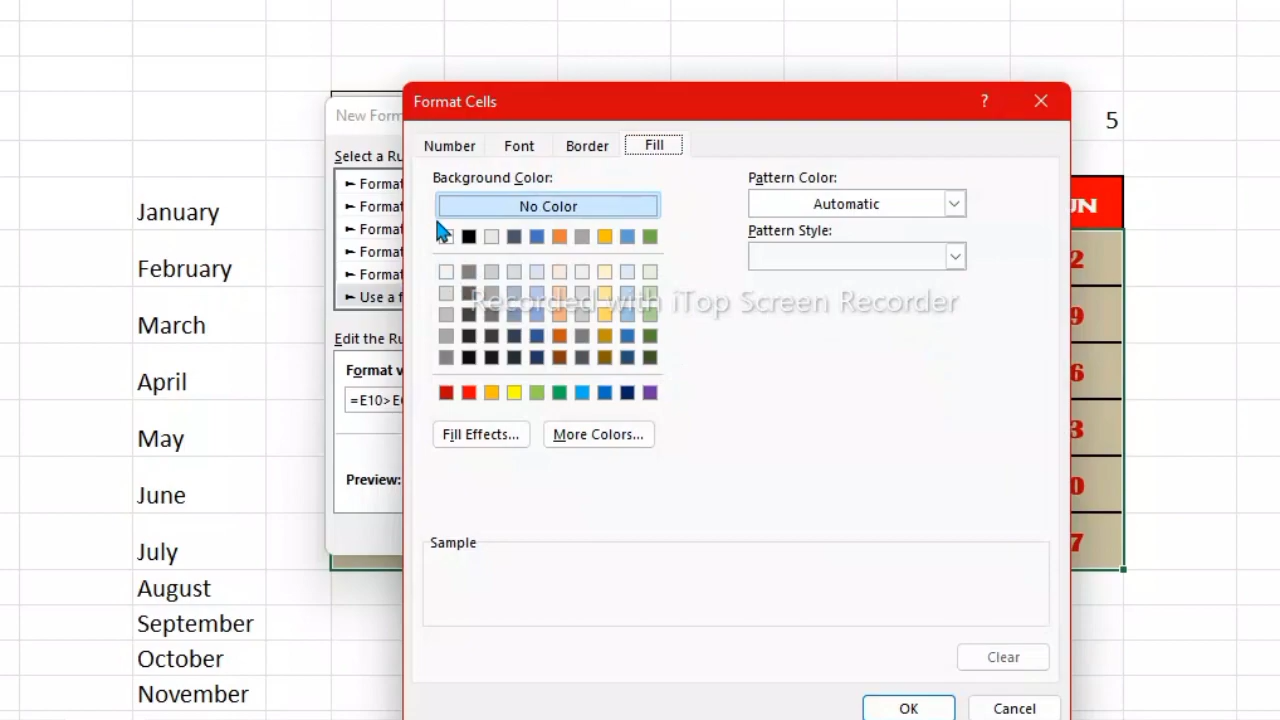 Format Cells
?
New Form
5
Number Font Border Fill
Select a Ru
Background Color:
Pattern Color:
Format
No Color
Automatic
UN
January
Format
Pattern Style:
Format
2
February
Format
Format
Use a f
Recorded with iTop Screen Recorder
9
March
Edit the Ru
Format v
6
April
=E10>E
3
May
Fill Effects...
More Colors...
Preview:
0
June
Sample
7
July
August
September
October
Clear
November
OK
Cancel